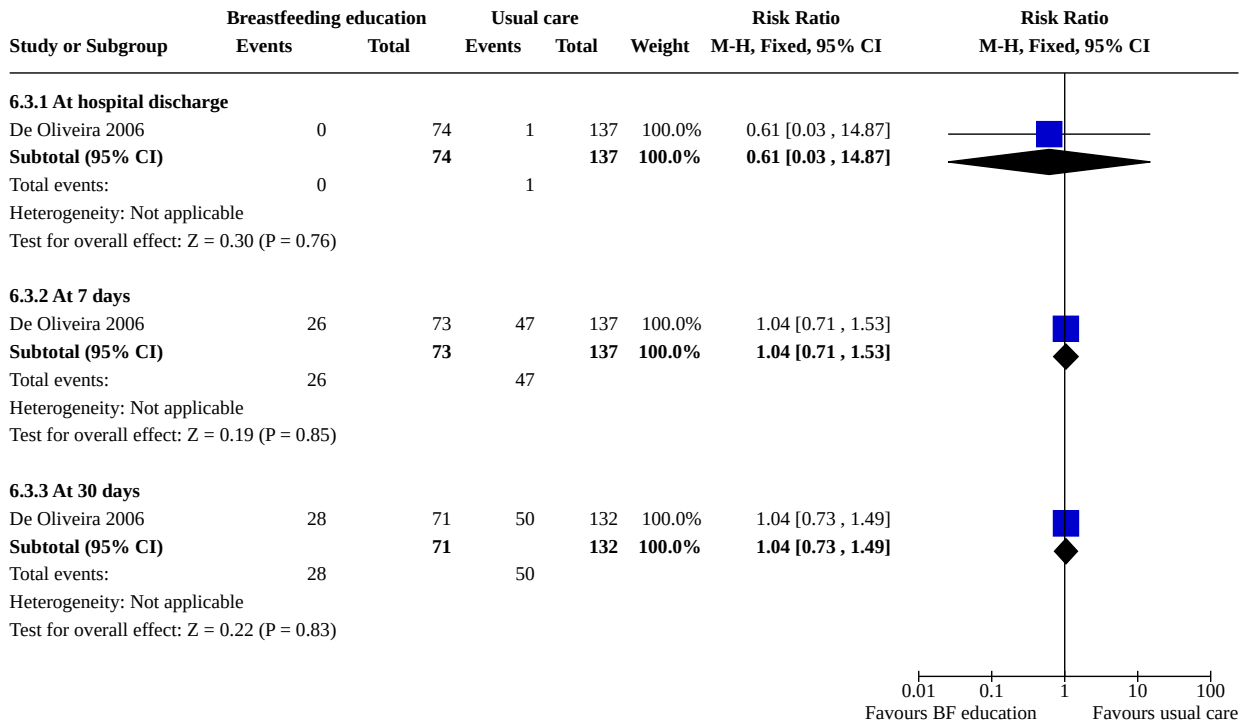 Breastfeeding education Usual care Risk Ratio Risk Ratio
Study or Subgroup Events Total Events Total Weight M-H, Fixed, 95% CI M-H, Fixed, 95% CI
6.3.1 At hospital discharge
De Oliveira 2006 0 74 1 137 100.0% 0.61 [0.03 , 14.87]
Subtotal (95% CI) 74 137 100.0% 0.61 [0.03 , 14.87]
Total events: 0 1
Heterogeneity: Not applicable
Test for overall effect: Z = 0.30 (P = 0.76)
6.3.2 At 7 days
De Oliveira 2006 26 73 47 137 100.0% 1.04 [0.71 , 1.53]
Subtotal (95% CI) 73 137 100.0% 1.04 [0.71 , 1.53]
Total events: 26 47
Heterogeneity: Not applicable
Test for overall effect: Z = 0.19 (P = 0.85)
6.3.3 At 30 days
De Oliveira 2006 28 71 50 132 100.0% 1.04 [0.73 , 1.49]
Subtotal (95% CI) 71 132 100.0% 1.04 [0.73 , 1.49]
Total events: 28 50
Heterogeneity: Not applicable
Test for overall effect: Z = 0.22 (P = 0.83)
0.01 0.1 1 10 100
Favours BF education Favours usual care